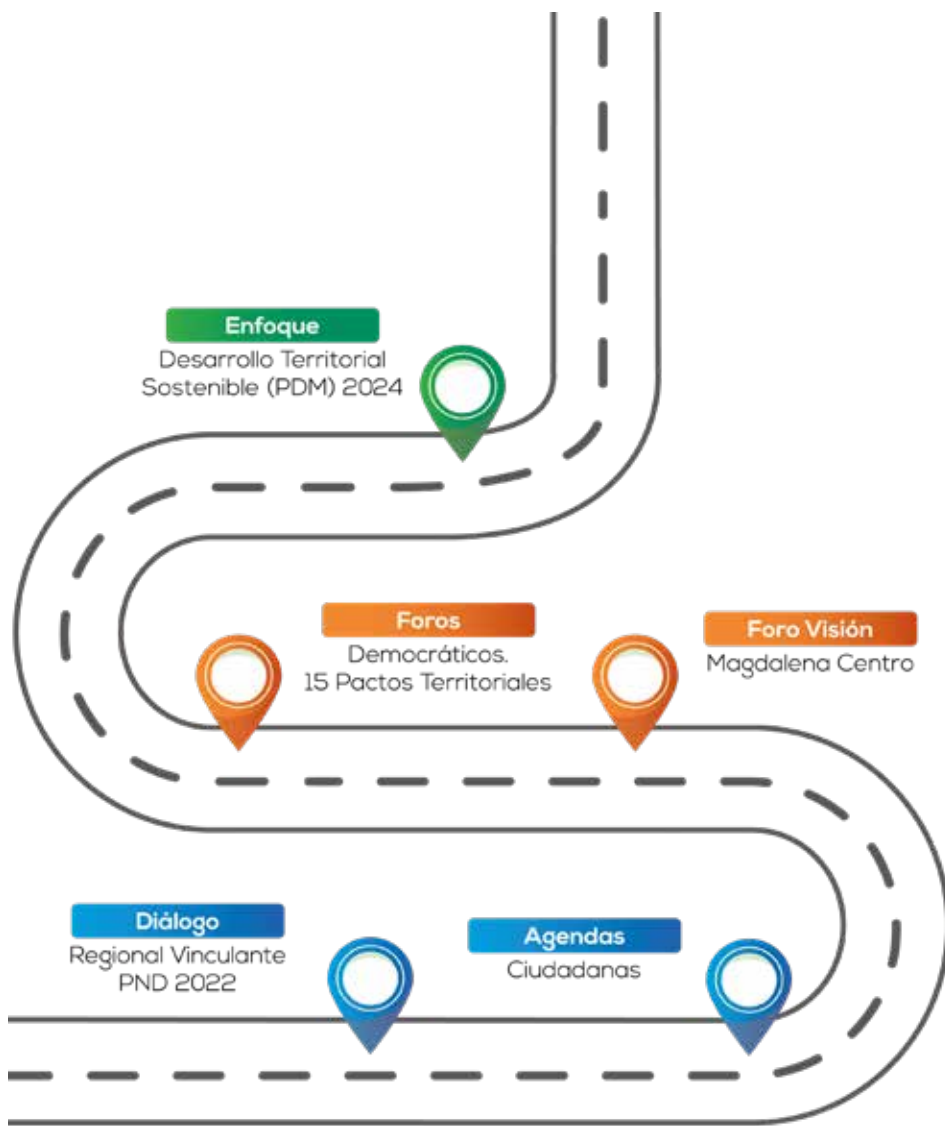 Enfoque
Desarrollo Territorial
Sostenible (PDM) 2024
Foros
Democráticos.
15 Pactos Territoriales
Foro Visión
Magdalena Centro
Diálogo
Regional Vinculante
PND 2022
Agendas
Ciudadanas